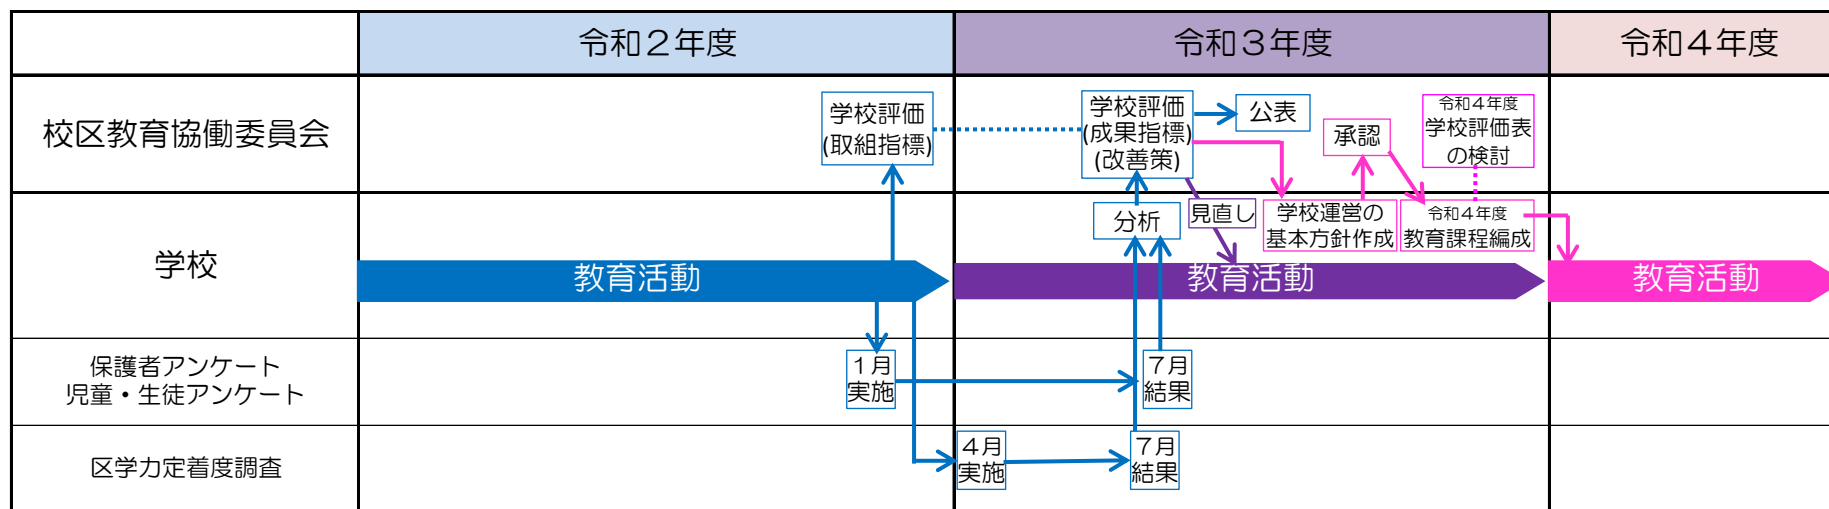 令和２年度
令和３年度
令和４年度
校区教育協働委員会
学校評価
(取組指標)
学校評価
(成果指標)
(改善策)
公表
承認
令和４年度
学校評価表
の検討
学校
分析
見直し
学校運営の
基本方針作成
令和４年度
教育課程編成
教育活動
教育活動
教育活動
保護者アンケート
児童・生徒アンケート
１月
実施
７月
結果
区学力定着度調査
４月
実施
７月
結果